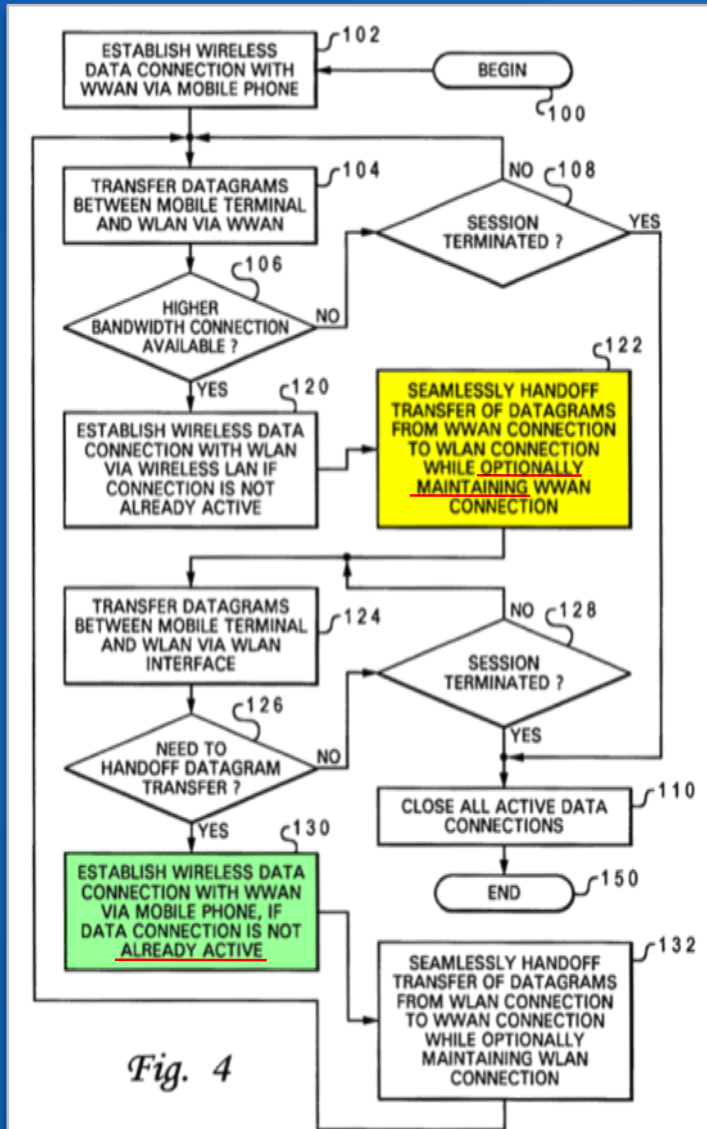 102
ESTABLISH WIRELESS
DATA CONNECTION WITH
WWAN VIA MOBILE PHONE
BEGIN
100
104
TRANSFER DATAGRAMS
BETWEEN MOBILE TERMINAL
AND WLAN VIA WWAN
NO
108
SESSION
TERMINATED ?
YES
106
HIGHER
BANDWIDTH CONNECTION
AVAILABLE ?
NO
YES
120
ESTABLISH WIRELESS DATA
CONNECTION WITH WLAN
VIA WIRELESS LAN IF
CONNECTION IS NOT
ALREADY ACTIVE
122
SEAMLESSLY HANDOFF
TRANSFER OF DATAGRAMS
FROM WWAN CONNECTION
TO WLAN CONNECTION
WHILE OPTIONALLY
MAINTAINING WWAN
CONNECTION
124
TRANSFER DATAGRAMS
BETWEEN MOBILE TERMINAL
AND WLAN VIA WLAN
INTERFACE
NO
128
SESSION
TERMINATED ?
YES
126
NEED TO
HANDOFF DATAGRAM
TRANSFER ?
NO
YES
110
CLOSE ALL ACTIVE DATA
CONNECTIONS
END
150
130
ESTABLISH WIRELESS DATA
CONNECTION WITH WWAN
VIA MOBILE PHONE, IF
DATA CONNECTION IS NOT
ALREADY ACTIVE
132
SEAMLESSLY HANDOFF
TRANSFER OF DATAGRAMS
FROM WLAN CONNECTION
TO WWAN CONNECTION
WHILE OPTIONALLY
MAINTAINING WLAN
CONNECTION
Fig. 4